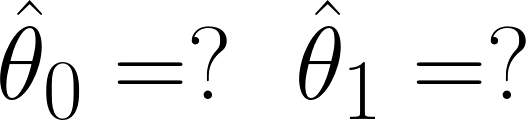 θ̂₀ =? θ̂₁ =?